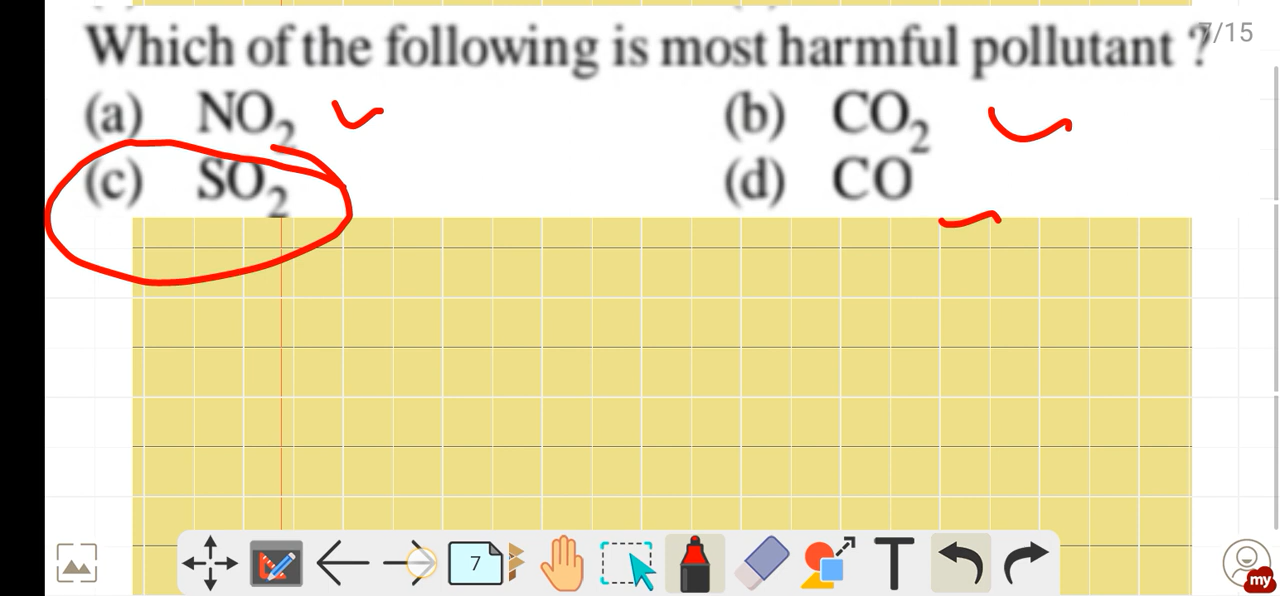 Which of the following is most harmful pollutant ?
7/15
(a) NO₂ (b) CO₂
(c) SO₂ (d) CO
7
T
my